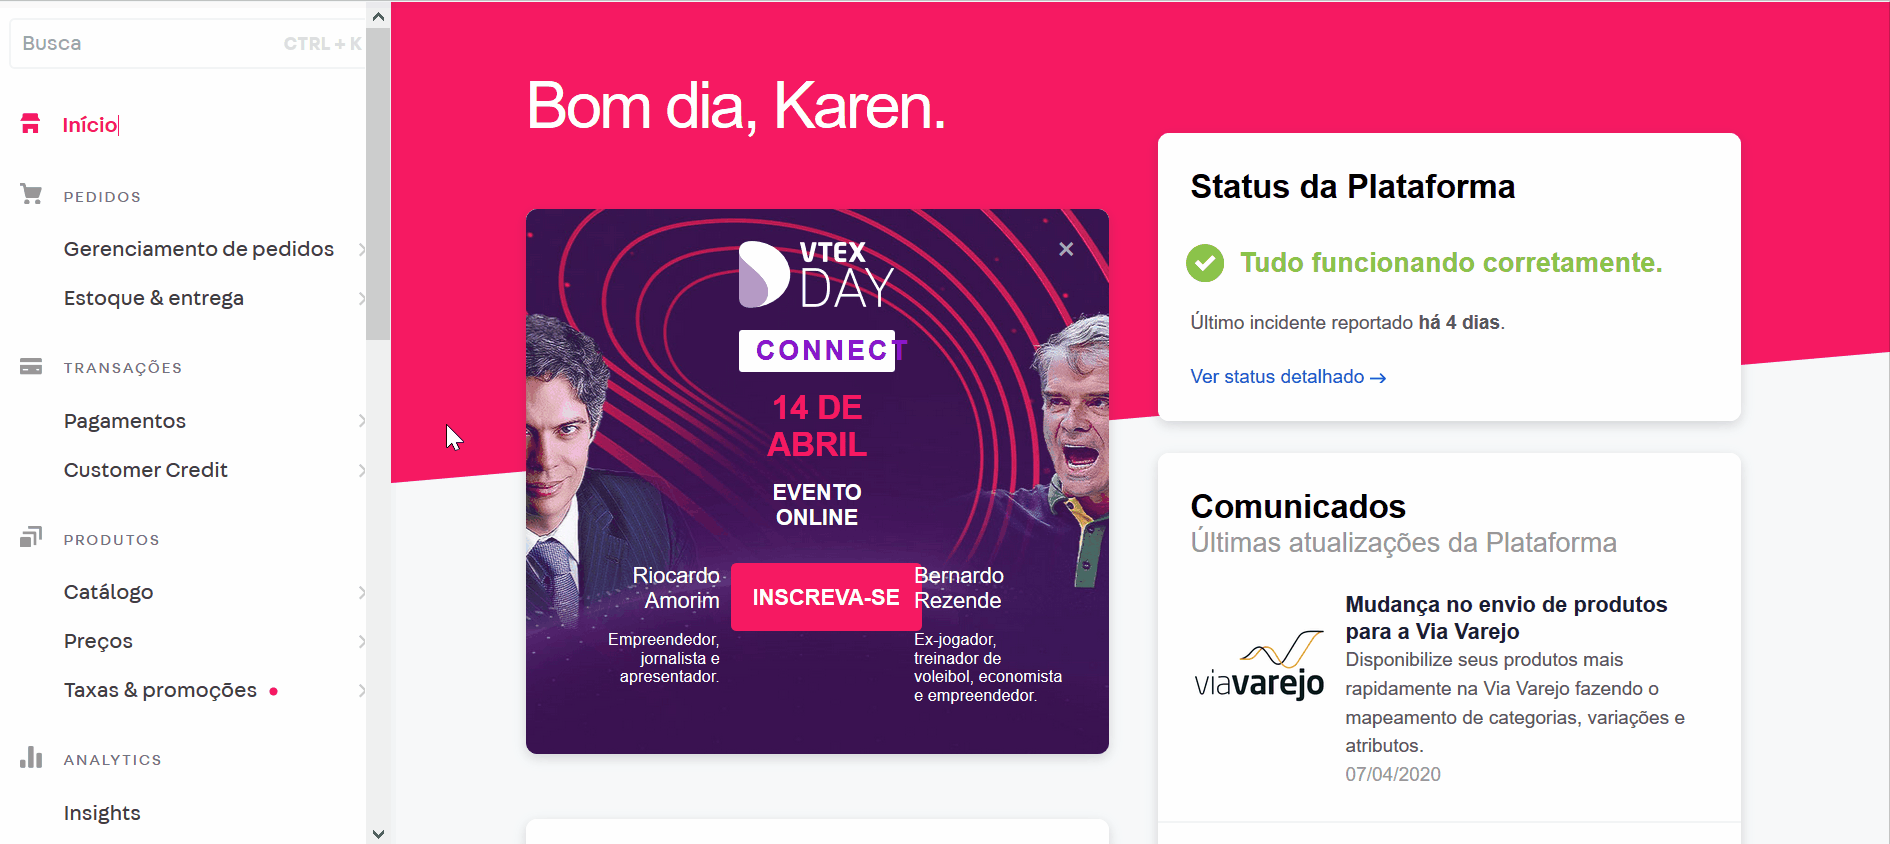 Busca
CTRL + K
Início
PEDIDOS
Gerenciamento de pedidos
Estoque & entrega
TRANSAÇÕES
Pagamentos
Customer Credit
PRODUTOS
Catálogo
Preços
Taxas & promoções
ANALYTICS
Insights
Bom dia, Karen.
VTEX
DAY
CONNECT
14 DE
ABRIL
EVENTO
ONLINE
INSCREVA-SE
Riocardo
Amorim
Empreendedor,
jornalista e
apresentador.
Bernardo
Rezende
Ex-jogador,
treinador de
voleibol, economista
e empreendedor.
Status da Plataforma
Tudo funcionando corretamente.
Último incidente reportado há 4 dias.
Ver status detalhado →
Comunicados
Últimas atualizações da Plataforma
viavarejo
Mudança no envio de produtos
para a Via Varejo
Disponibilize seus produtos mais
rapidamente na Via Varejo fazendo o
mapeamento de categorias, variações e
atributos.
07/04/2020